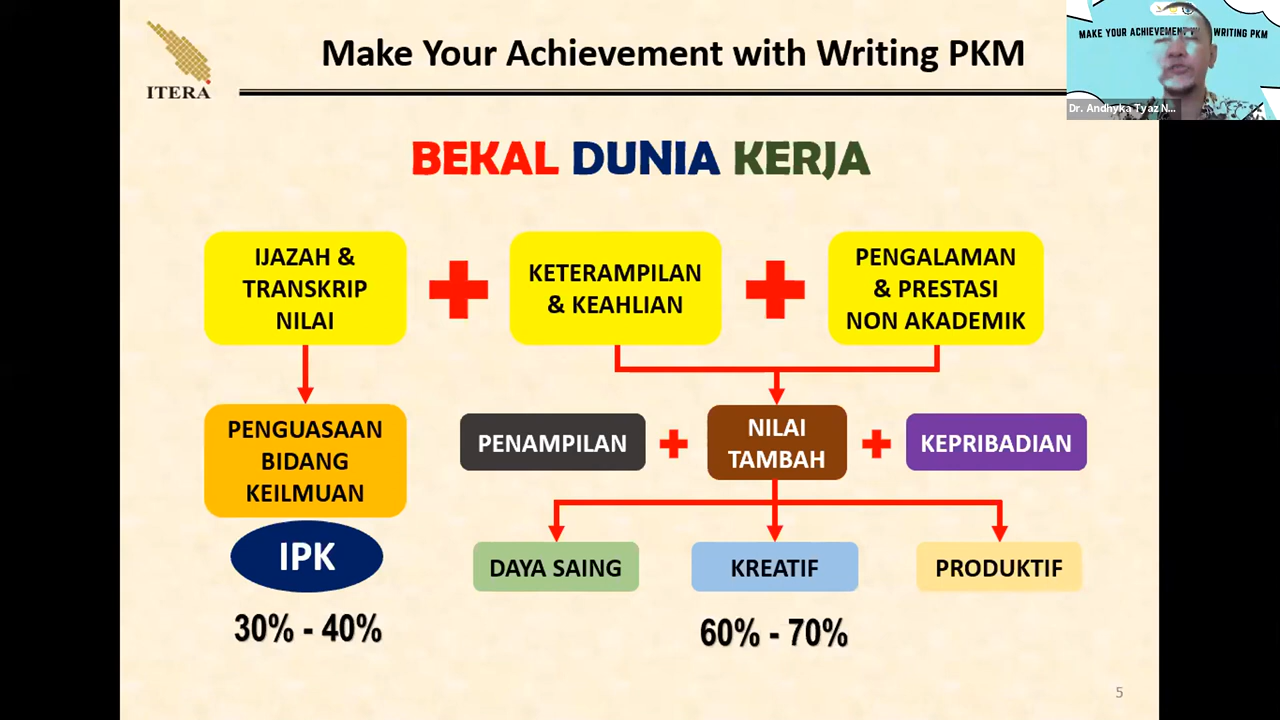 ITERA
Make Your Achievement with Writing PKM
MAKE YOUR ACHIEVEMENT WRITING PKM
Dr. Andhyka Tyaz N...
BEKAL DUNIA KERJA
IJAZAH &
TRANSKRIP
NILAI
KETERAMPILAN
& KEAHLIAN
PENGALAMAN
& PRESTASI
NON AKADEMIK
PENGUASAAN
BIDANG
KEILMUAN
PENAMPILAN
NILAI
TAMBAH
KEPRIBADIAN
IPK
DAYA SAING
KREATIF
PRODUKTIF
30% - 40%
60% - 70%
5